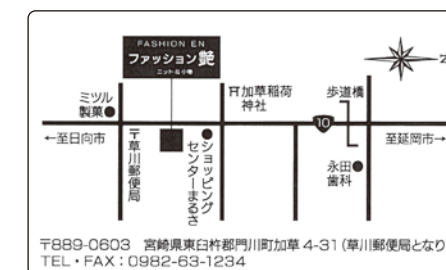 FASHION EN
ファッション艶
ニット&小物
ミツル
製菓
加草稲荷
神社
歩道橋
10
←至日向市
至延岡市→
〒草川郵便局
ショッピング
センターまるさ
永田
歯科
〒889-0603 宮崎県東臼杵郡門川町加草 4-31(草川郵便局となり
TEL・FAX:0982-63-1234